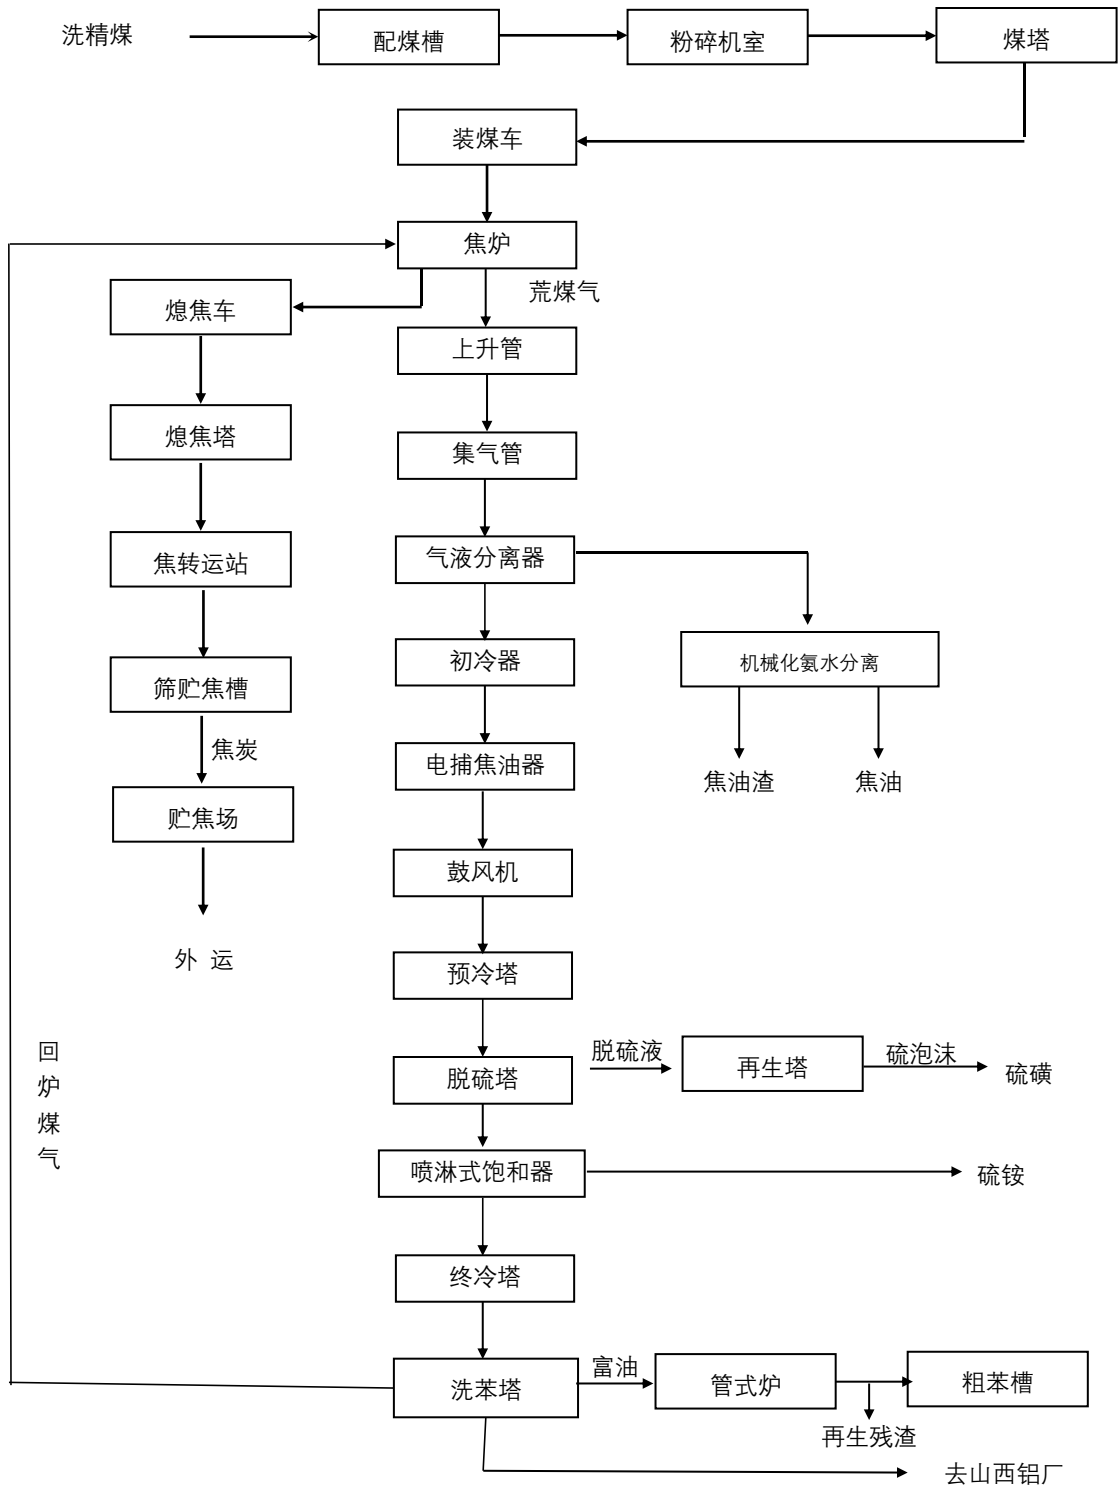 洗精煤
配煤槽
粉碎机室
煤塔
装煤车
焦炉
荒煤气
熄焦车
上升管
熄焦塔
集气管
焦转运站
气液分离器
初冷器
机械化氨水分离
筛贮焦槽
焦炭
电捕焦油器
焦油渣
焦油
贮焦场
鼓风机
外 运
预冷塔
回
炉
煤
气
脱硫液
脱硫塔
再生塔
硫泡沫
硫磺
喷淋式饱和器
硫铵
终冷塔
洗苯塔
富油
管式炉
粗苯槽
再生残渣
去山西铝厂